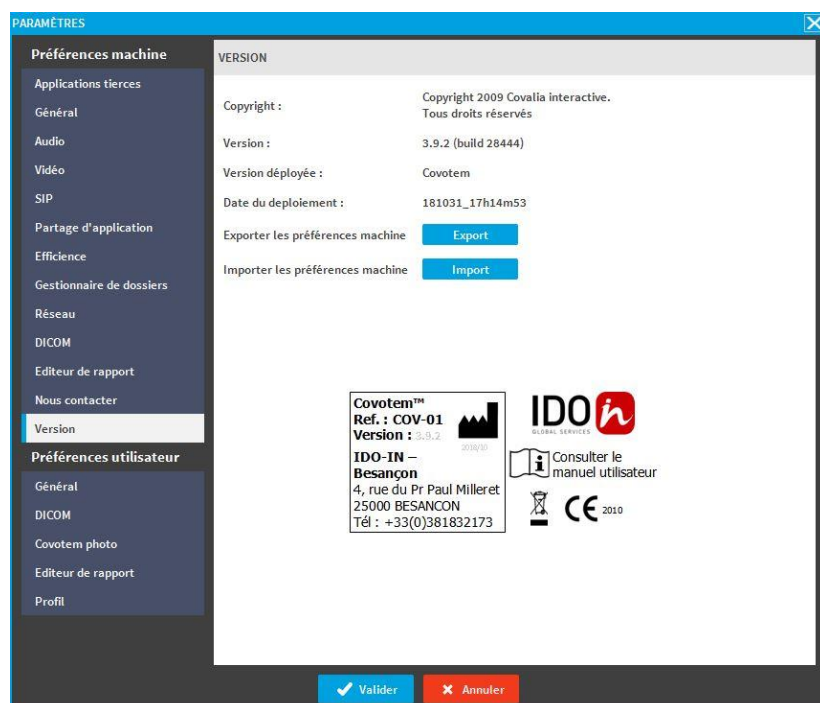 PARAMÈTRES
Préférences machine
Applications tierces
Général
Audio
Vidéo
SIP
Partage d'application
Efficience
Gestionnaire de dossiers
Réseau
DICOM
Editeur de rapport
Nous contacter
Version
Préférences utilisateur
Général
DICOM
Covotem photo
Editeur de rapport
Profil
VERSION
Copyright :
Copyright 2009 Covalia interactive.
Tous droits réservés
Version :
3.9.2 (build 28444)
Version déployée :
Covotem
Date du deploiement :
181031_17h14m53
Exporter les préférences machine
Export
Importer les préférences machine
Import
Covotem™
Ref. : COV-01
Version : 3.9.2
2018/10
IDO-IN –
Besançon
4, rue du Pr Paul Milleret
25000 BESANCON
Tél : +33(0)381832173
IDO in
GLOBAL SERVICES
i Consulter le
manuel utilisateur
CE 2010
Valider
Annuler